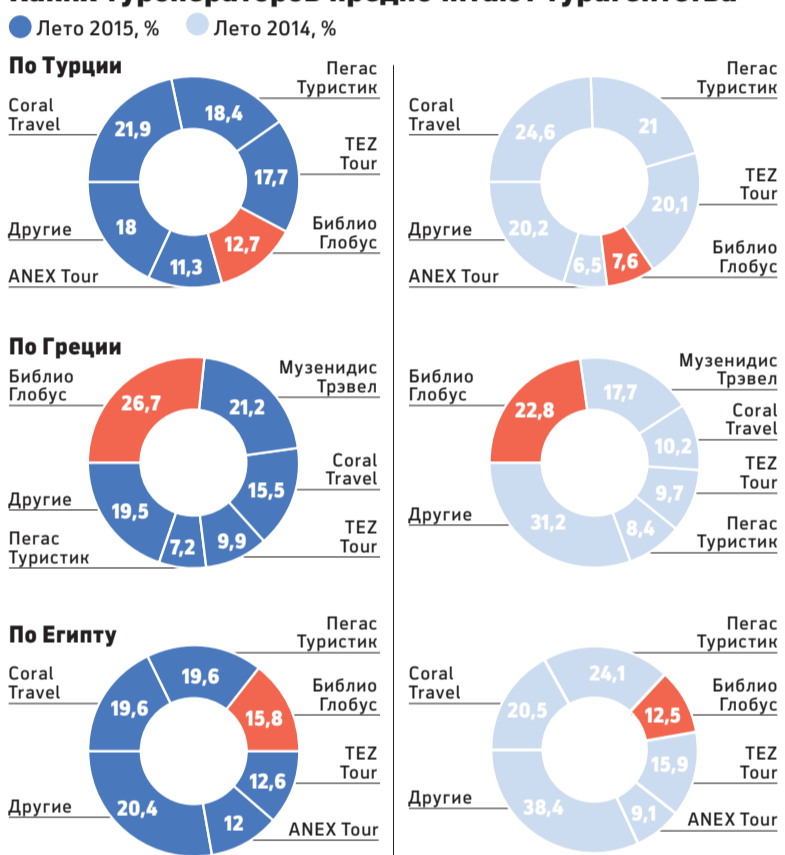 Лето 2015, %
Лето 2014, %
По Турции
Coral
Travel
21,9
18,4
Пегас
Туристик
TEZ
Tour
17,7
Другие
18
12,7
Библио
Глобус
ANEX Tour
11,3
Coral
Travel
24,6
21
Пегас
Туристик
TEZ
Tour
20,1
Другие
20,2
6,5
7,6
Библио
Глобус
ANEX Tour
По Греции
Библио
Глобус
26,7
21,2
Музенидис
Трэвел
Coral
Travel
15,5
Другие
19,5
Пегас
Туристик
7,2
9,9
TEZ
Tour
Библио
Глобус
22,8
17,7
Музенидис
Трэвел
10,2
Coral
Travel
9,7
TEZ
Tour
Другие
31,2
8,4
Пегас
Туристик
По Египту
Coral
Travel
19,6
19,6
Пегас
Туристик
15,8
Библио
Глобус
12,6
TEZ
Tour
Другие
20,4
12
ANEX Tour
Coral
Travel
20,5
24,1
Пегас
Туристик
12,5
Библио
Глобус
15,9
TEZ
Tour
Другие
38,4
9,1
ANEX Tour